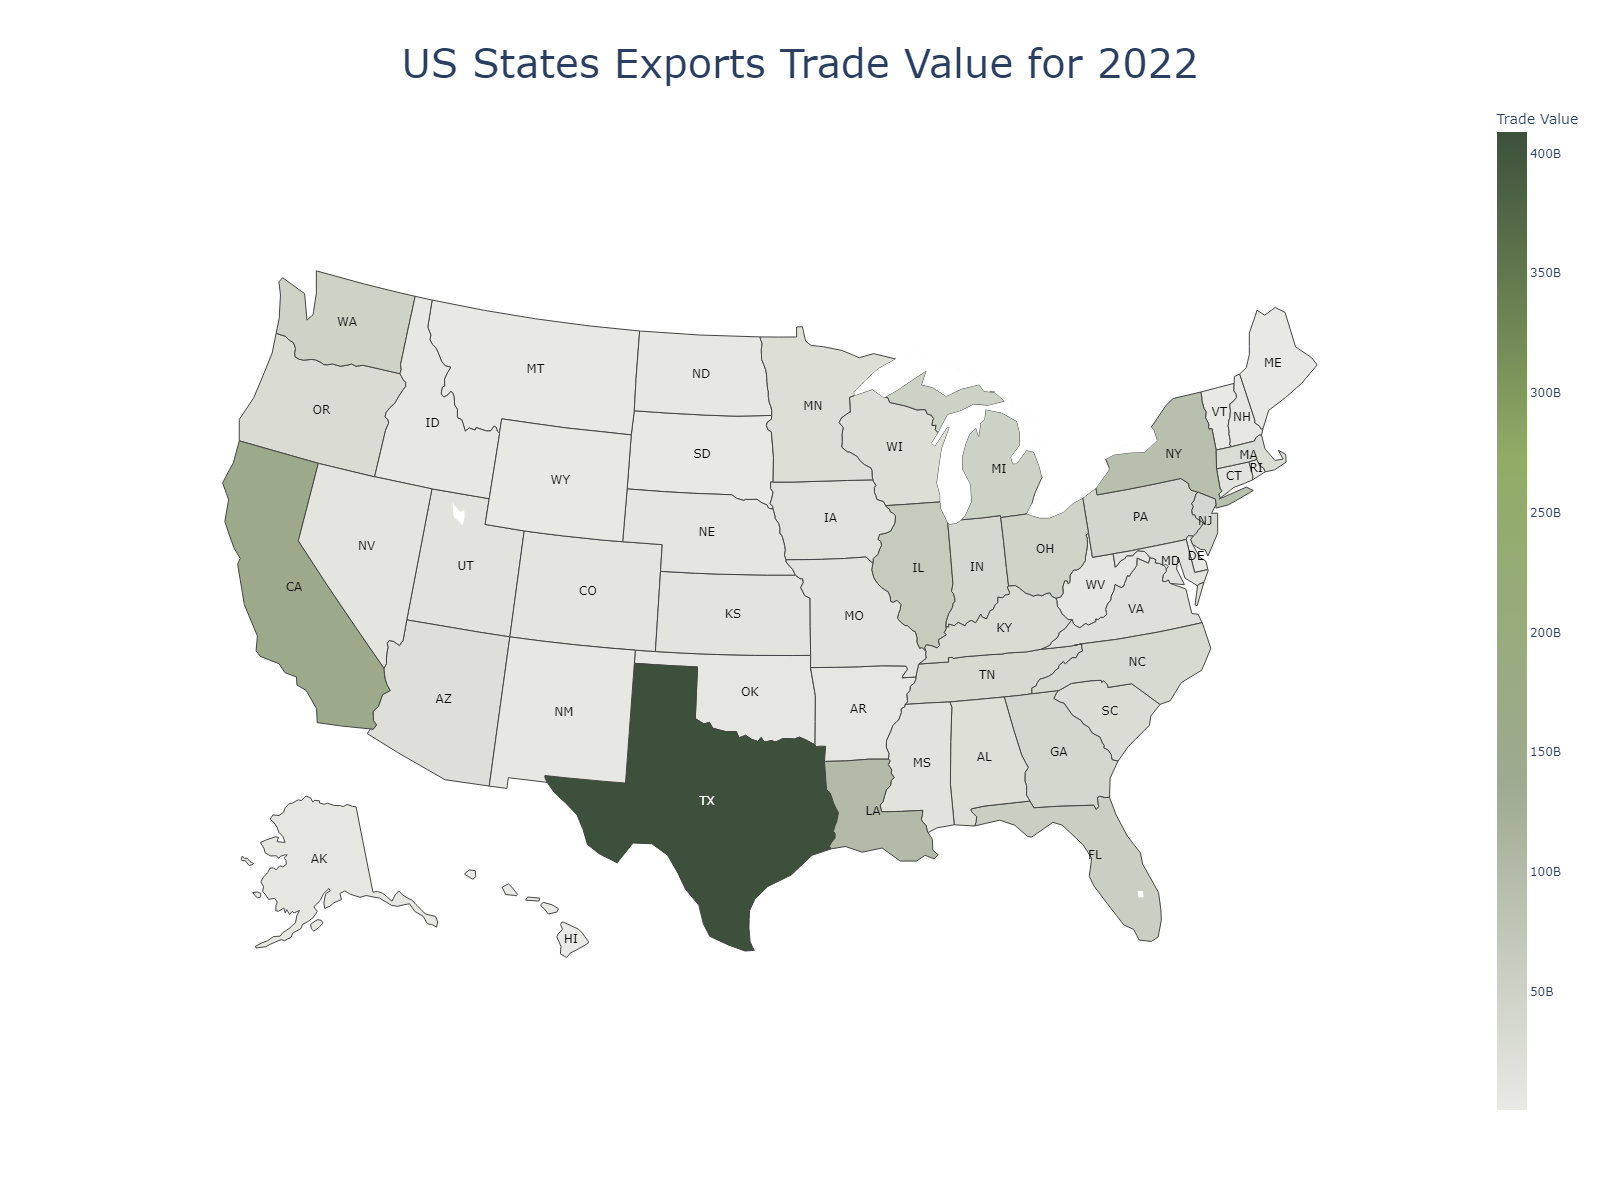 US States Exports Trade Value for 2022
Trade Value
400B
350B
300B
250B
200B
150B
100B
50B
WA
MT
ND
MN
ME
OR
ID
SD
WI
MI
VT
NH
NY
MA
RI
CT
WY
NE
IA
PA
NJ
NV
UT
CO
KS
MO
IL
IN
OH
WV
MD
DE
VA
CA
KY
NC
TN
AZ
NM
OK
AR
SC
MS
AL
GA
TX
LA
FL
AK
HI